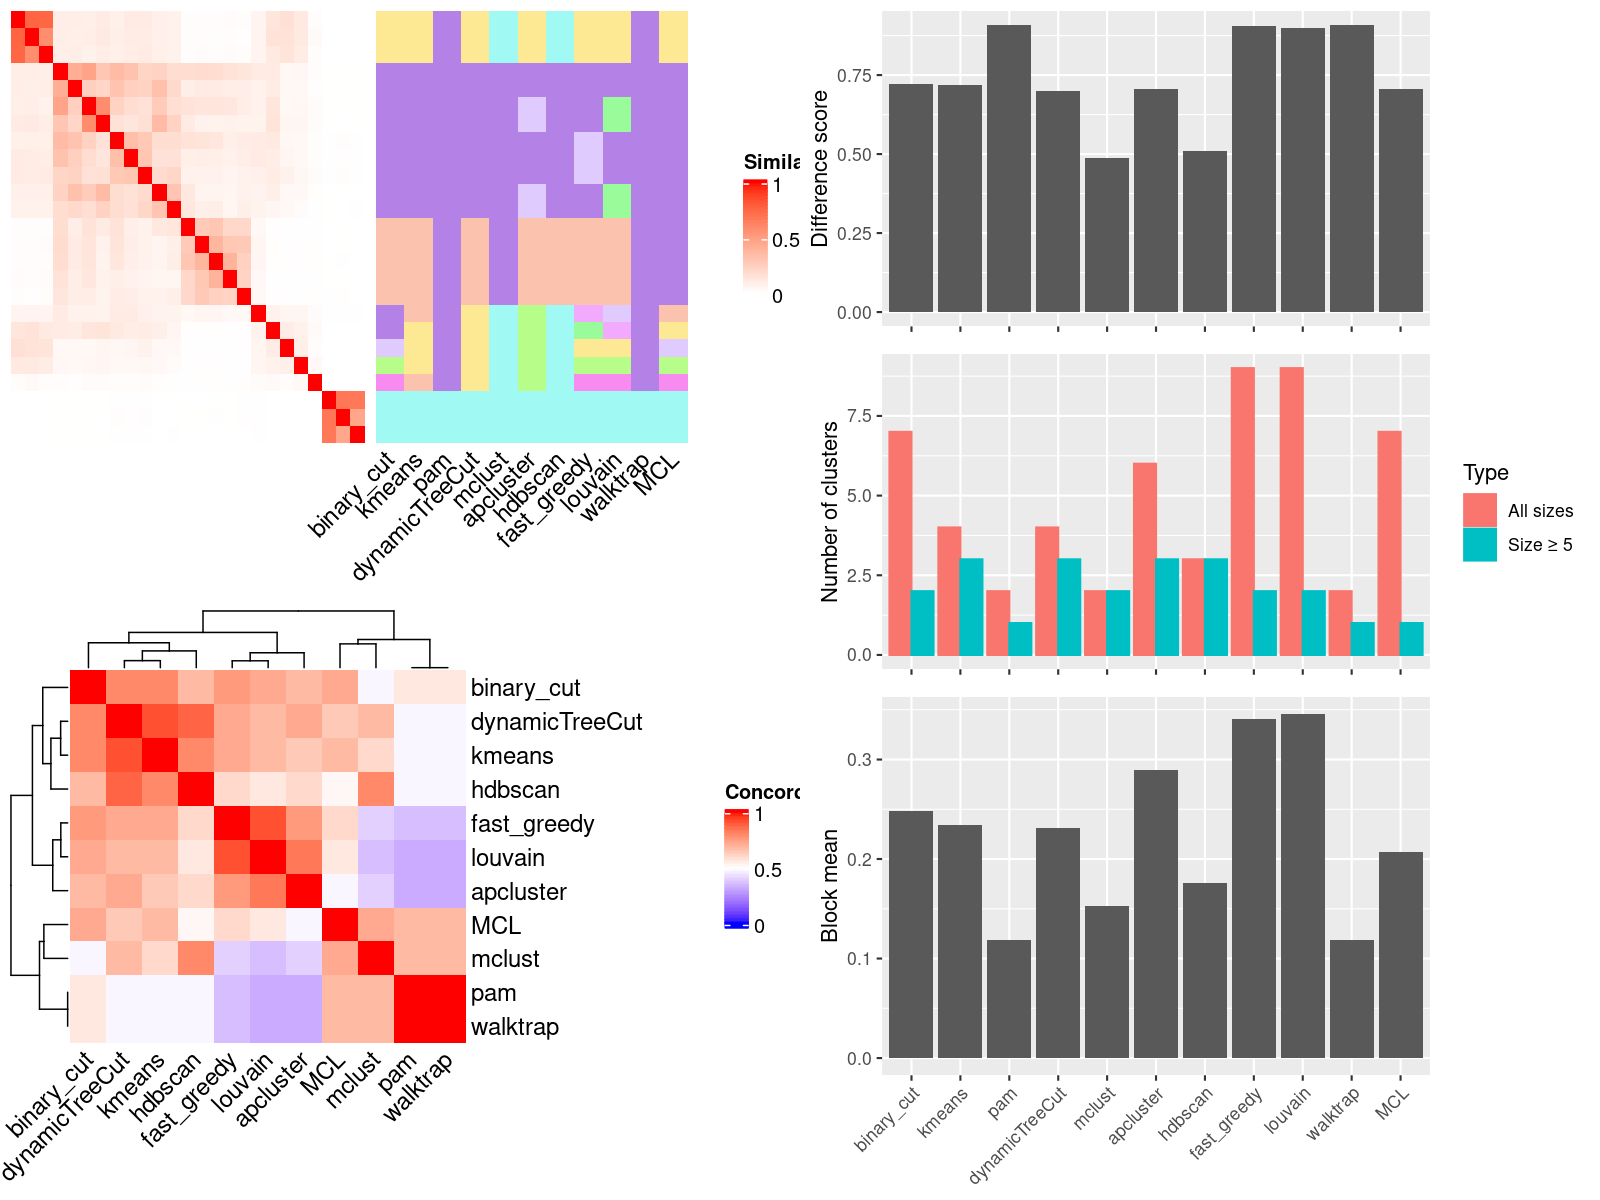 Simila
1
0.5
0
binary_cut
kmeans
pam
dynamicTreeCut
mclust
apcluster
hdbscan
fast_greedy
louvain
walktrap
MCL
binary_cut
dynamicTreeCut
kmeans
hdbscan
fast_greedy
louvain
apcluster
MCL
mclust
pam
walktrap
Concord
1
0.5
0
binary_cut
dynamicTreeCut
kmeans
hdbscan
fast_greedy
louvain
apcluster
MCL
mclust
pam
walktrap
Difference score
0.75
0.50
0.25
0.00
Number of clusters
7.5
5.0
2.5
0.0
Type
All sizes
Size ≥ 5
Block mean
0.3
0.2
0.1
0.0
binary_cut
kmeans
pam
dynamicTreeCut
mclust
apcluster
hdbscan
fast_greedy
louvain
walktrap
MCL